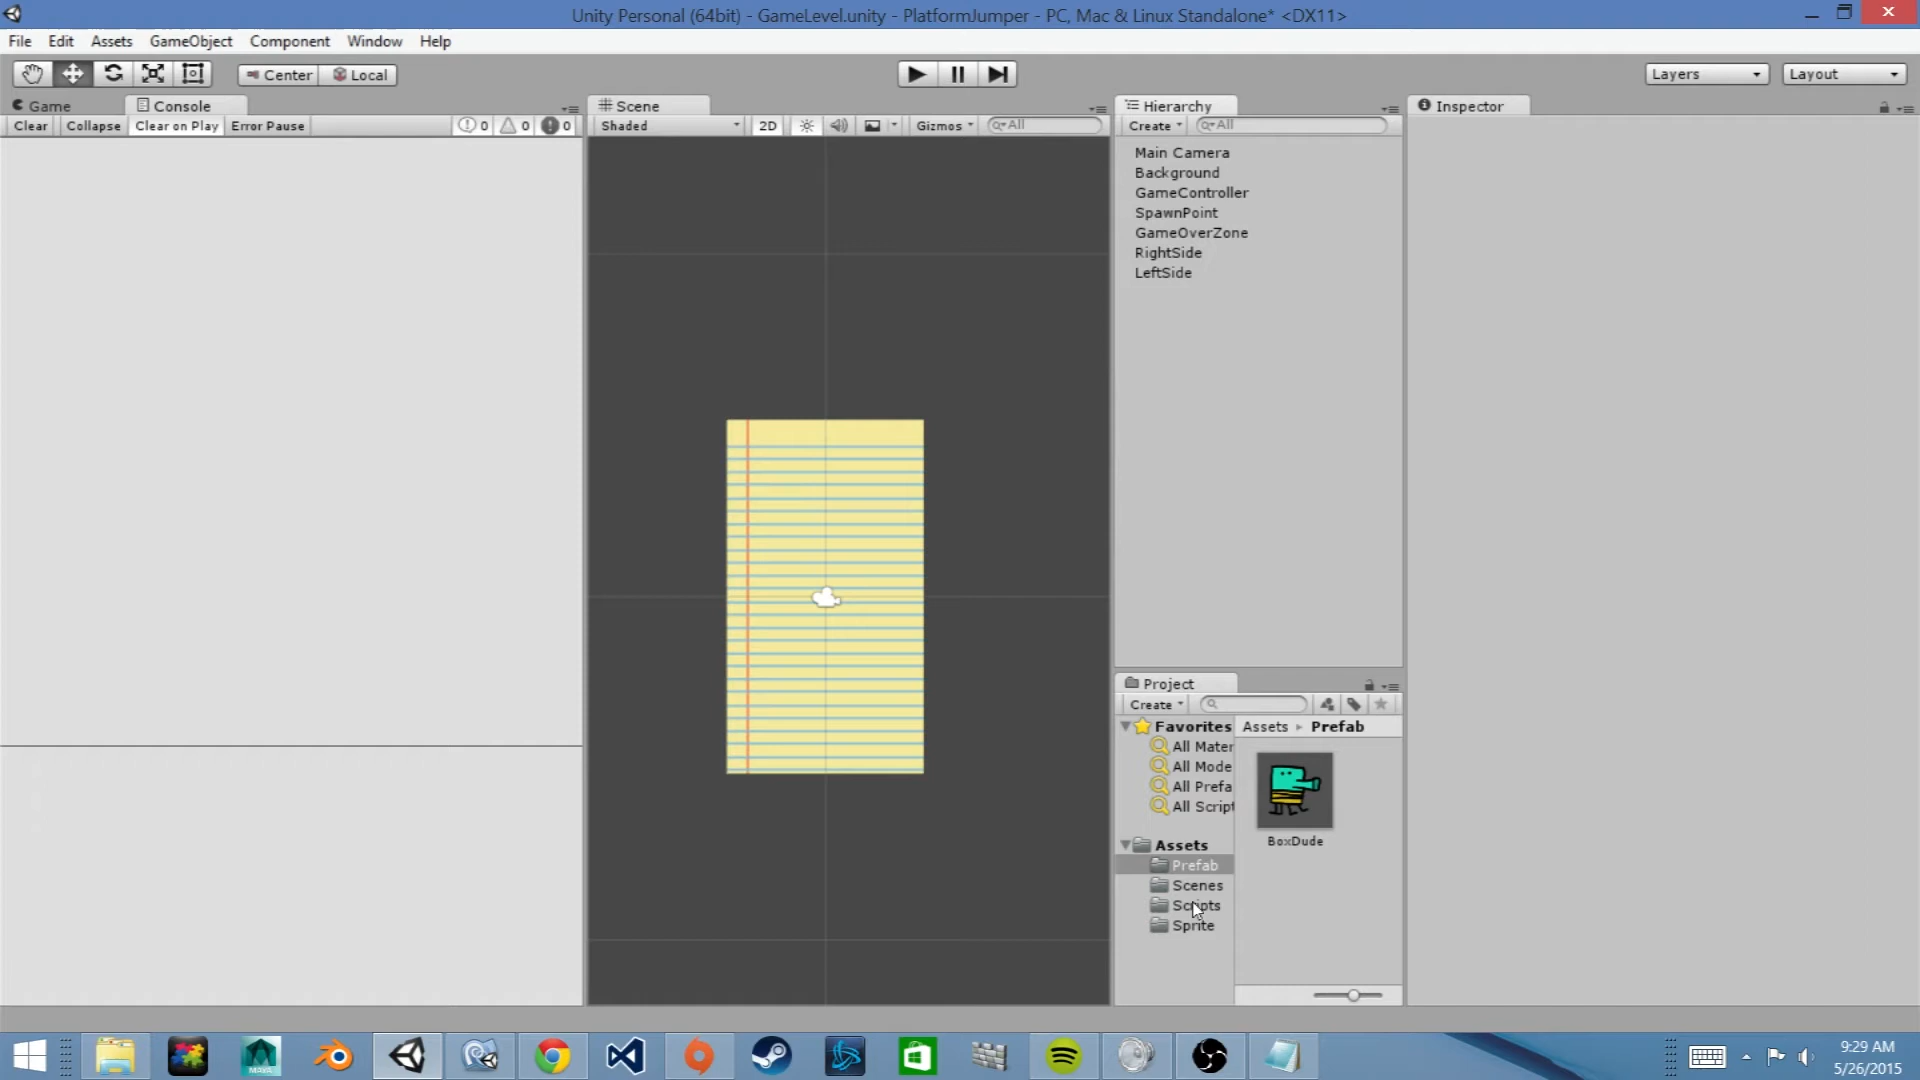 Unity Personal (64bit) - GameLevel.unity - PlatformJumper - PC, Mac & Linux Standalone* <DX11>
File Edit Assets GameObject Component Window Help
Center Local Layers Layout
Game Console Scene Hierarchy Inspector
Clear Collapse Clear on Play Error Pause 0 0 0 Shaded 2D Gizmos All Create All
Main Camera
Background
GameController
SpawnPoint
GameOverZone
RightSide
LeftSide
Project
Create
Favorites Assets Prefab
All Mater
All Mode
All Prefa
All Script
BoxDude
Assets
Prefab
Scenes
Scripts
Sprite
MAYA
9:29 AM
5/26/2015